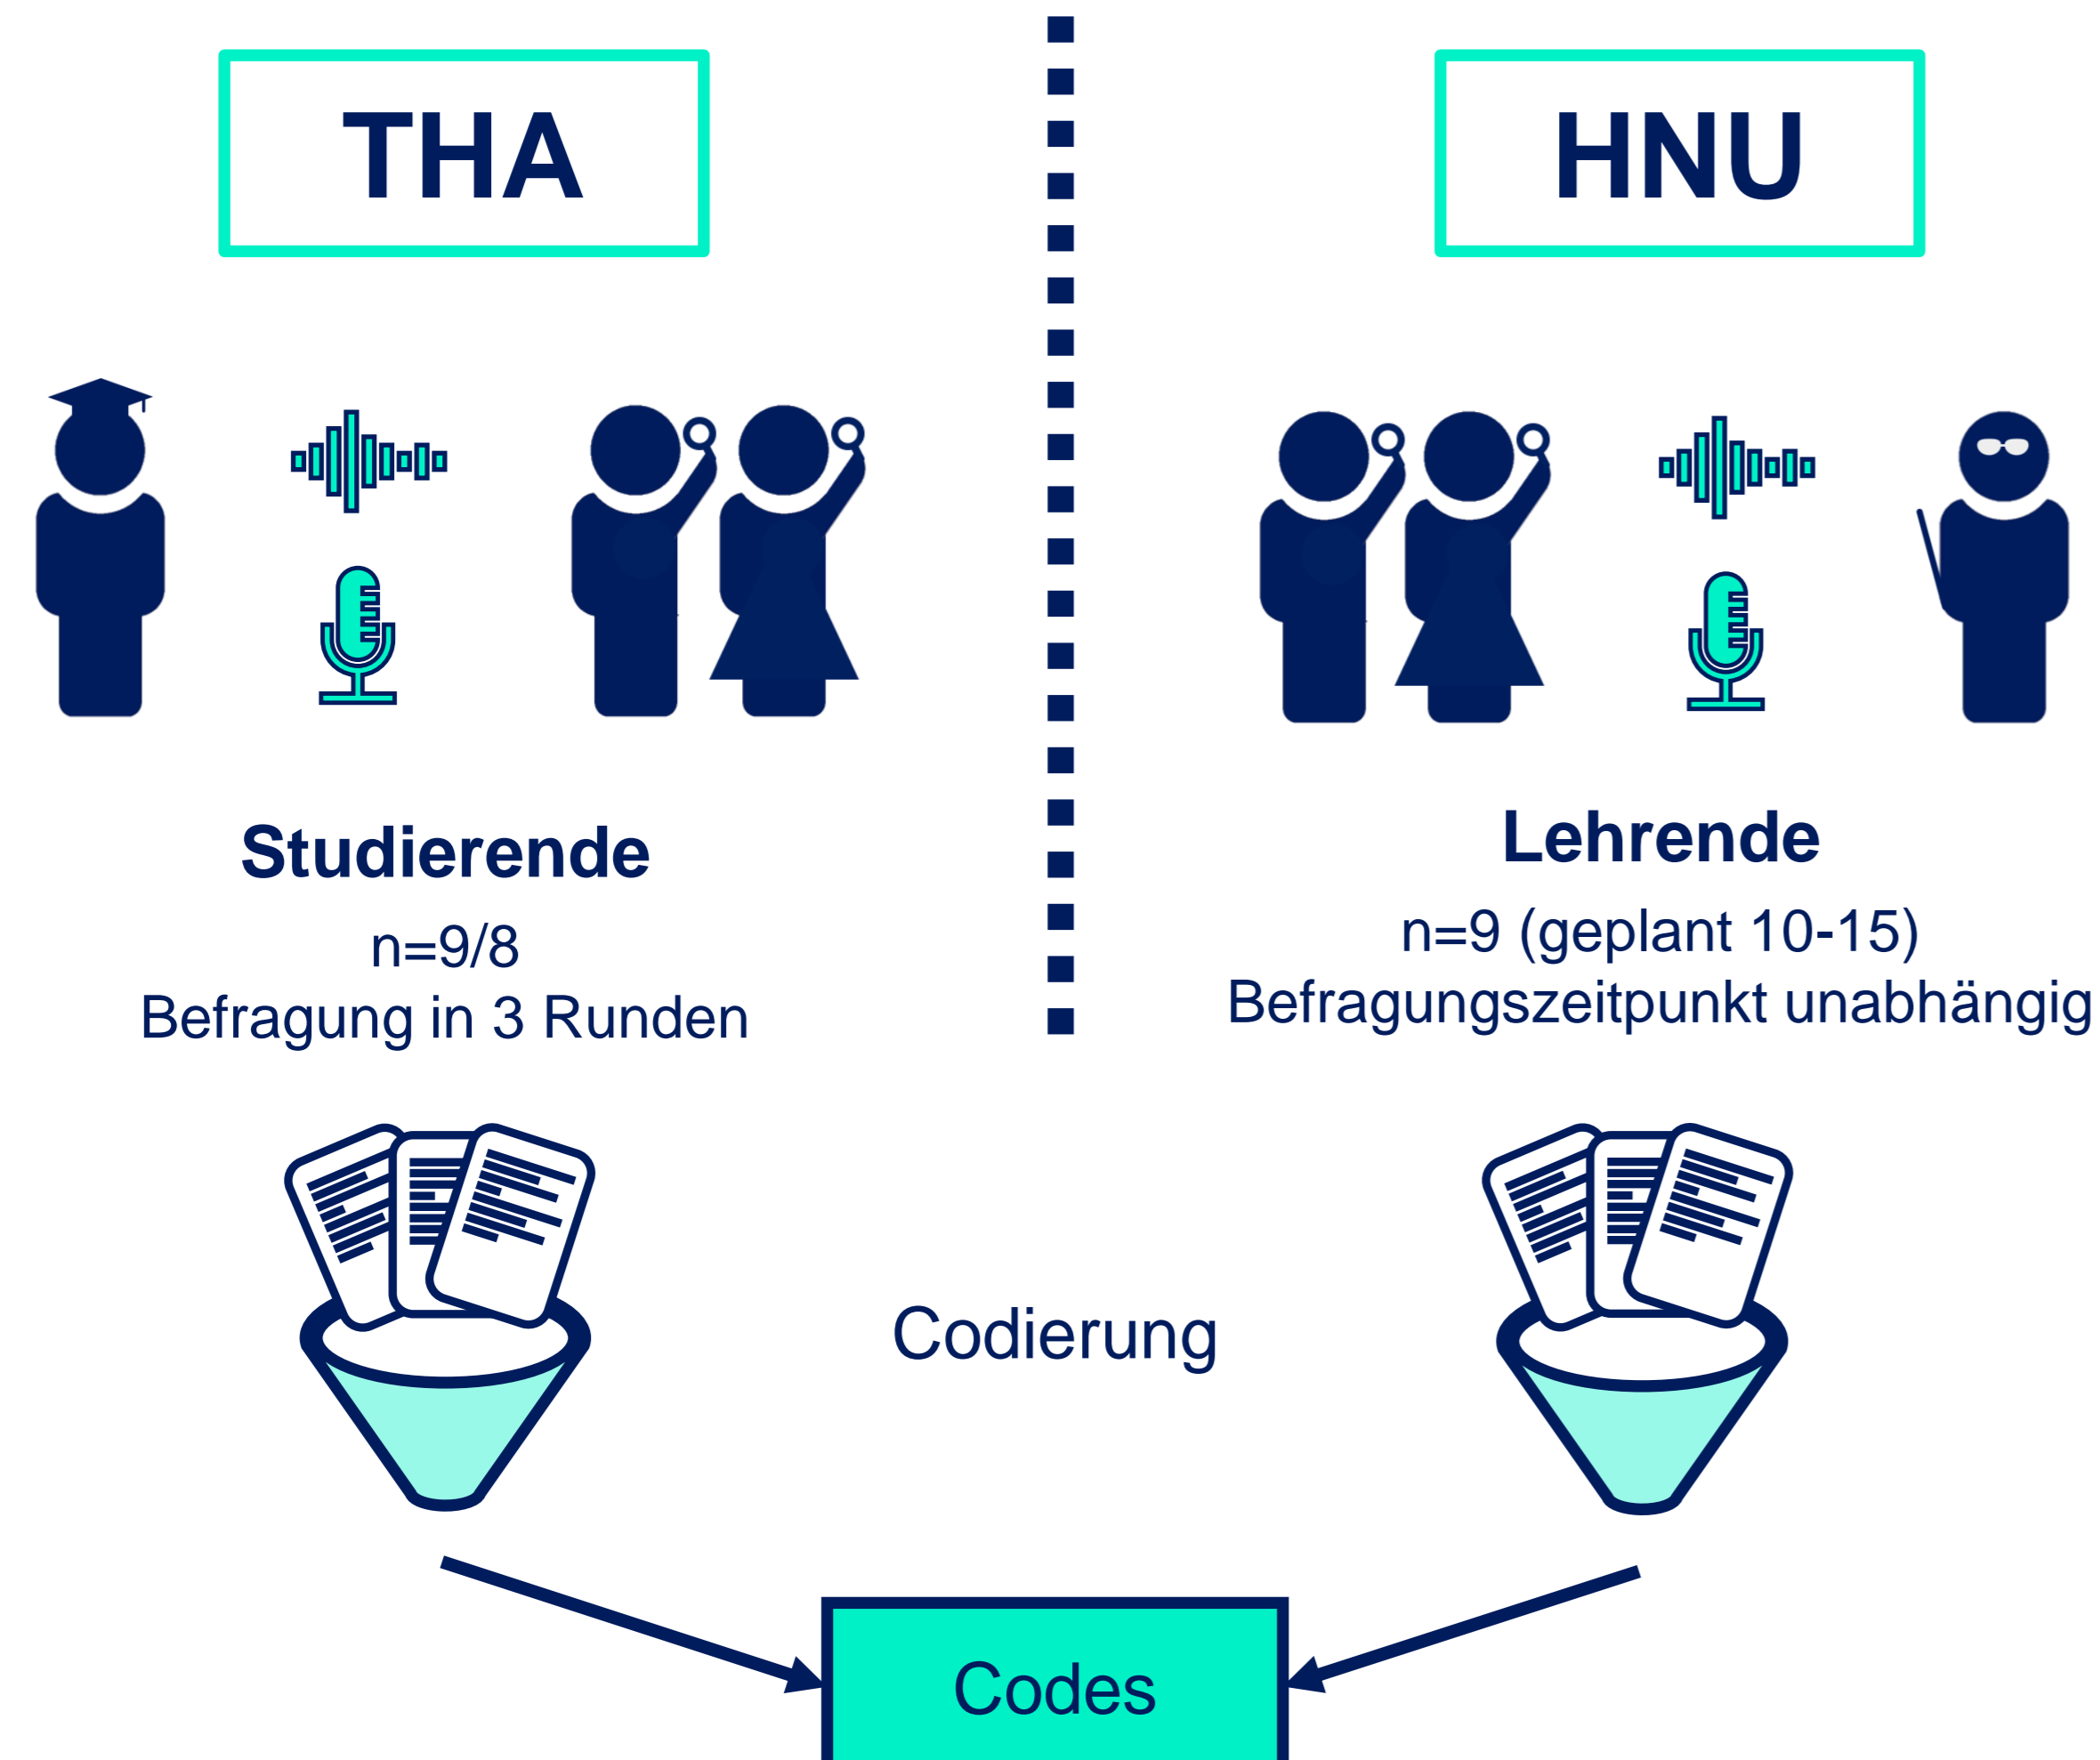 THA
HNU
Studierende
n=9/8
Befragung in 3 Runden
Lehrende
n=9 (geplant 10-15)
Befragungszeitpunkt unabhängig
Codierung
Codes